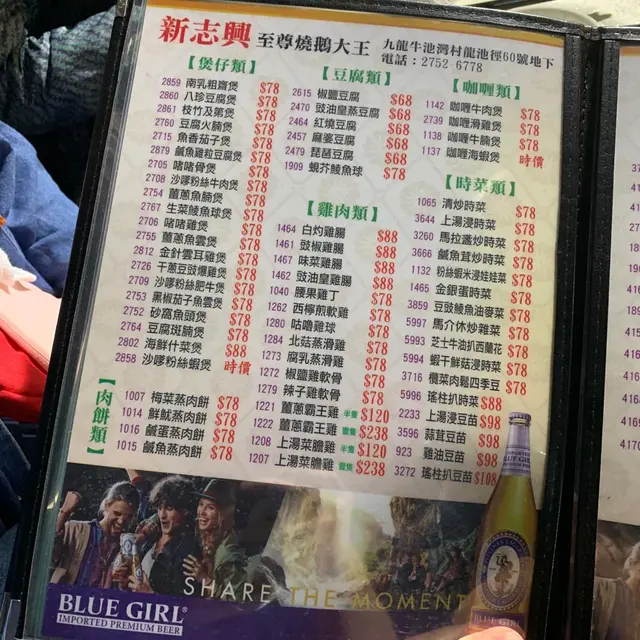 新志興 至尊燒鵝大王
九龍牛池灣村龍池徑60號地下
電話：2752 6778
【煲仔類】
2859 南乳粗齋煲 $78
2860 八珍豆腐煲 $78
2861 枝竹及第煲 $78
2760 豆腐火腩煲 $78
2715 魚香茄子煲 $78
2879 鹹魚雞粒豆腐煲 $78
2705 啫啫骨煲 $78
2708 沙嗲粉絲牛肉煲 $78
2754 薑蔥魚腩煲 $78
2767 生菜鯪魚球煲 $78
2706 啫啫雞煲 $78
2755 薑蔥魚雲煲 $78
2812 金針雲耳雞煲 $78
2726 干蔥豆豉爆雞煲 $78
2709 沙嗲粉絲肥牛煲 $78
2753 黑椒茄子魚雲煲 $78
2752 砂窩魚頭煲 $78
2764 豆腐斑腩煲 $78
2802 海鮮什菜煲 $88
2858 沙嗲粉絲蝦煲 時價
【肉餅類】
1007 梅菜蒸肉餅 $78
1014 鮮魷蒸肉餅 $78
1016 鹹蛋蒸肉餅 $78
1015 鹹魚蒸肉餅 $78
【豆腐類】
2615 椒鹽豆腐 $68
2470 豉油皇蒸豆腐 $68
2464 紅燒豆腐 $68
2457 麻婆豆腐 $68
2479 琵琶豆腐 $68
1909 蜆芥鯪魚球 $78
【雞肉類】
1464 白灼雞腸 $88
1461 豉椒雞腸 $88
1467 味菜雞腸 $88
1462 豉油皇雞腸 $88
1040 腰果雞丁 $78
1262 西檸煎軟雞 $78
1280 咕嚕雞球 $78
1284 北菇蒸滑雞 $78
1273 腐乳蒸滑雞 $78
1272 椒鹽雞軟骨 $78
1279 辣子雞軟骨 $78
1221 薑蔥霸王雞 半隻 $120
1222 薑蔥霸王雞 壹隻 $238
1208 上湯菜膽雞 半隻 $120
1207 上湯菜膽雞 壹隻 $238
【咖喱類】
1142 咖喱牛肉煲 $78
2739 咖喱滑雞煲 $78
1138 咖喱牛腩煲 $78
1137 咖喱海蝦煲 時價
【時菜類】
1065 清炒時菜 $78
3644 上湯浸時菜 $78
3260 馬拉盞炒時菜 $78
3666 鹹魚茸炒時菜 $78
1132 粉絲蝦米浸娃娃菜 $78
1465 金銀蛋時菜 $78
3859 豆豉鯪魚油麥菜 $78
5997 馬介休炒雜菜 $78
5993 芝士牛油扒西蘭花 $78
5994 蝦干鮮菇浸時菜 $78
3716 欖菜肉鬆四季豆 $78
5996 瑤柱扒時菜 $88
2233 上湯浸豆苗 $98
3596 蒜茸豆苗 $98
923 雞油豆苗 $98
3272 瑤柱扒豆苗 $108
SHARE THE MOMENT
BLUE GIRL
IMPORTED PREMIUM BEER
BLUE GIRL